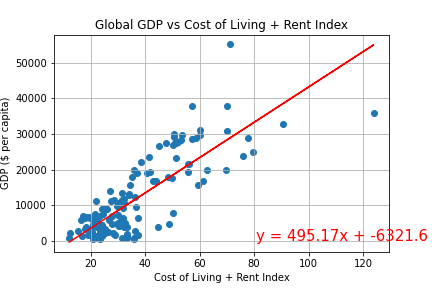 Global GDP vs Cost of Living + Rent Index
GDP ($ per capita)
50000
40000
30000
20000
10000
0
y = 495.17x + -6321.6
20 40 60 80 100 120
Cost of Living + Rent Index